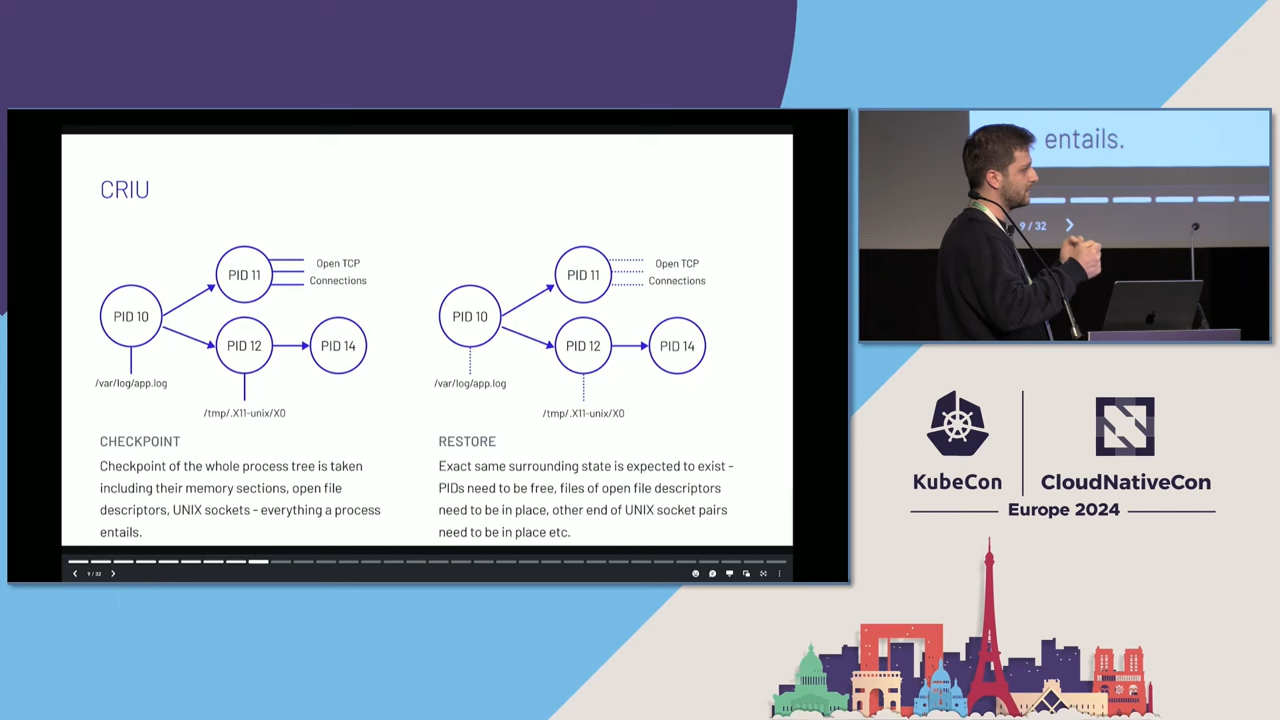 CRIU
PID 10
PID 11
PID 12
PID 14
Open TCP
Connections
/var/log/app.log
/tmp/.X11-unix/X0
CHECKPOINT
Checkpoint of the whole process tree is taken
including their memory sections, open file
descriptors, UNIX sockets - everything a process
entails.
PID 10
PID 11
PID 12
PID 14
Open TCP
Connections
/var/log/app.log
/tmp/.X11-unix/X0
RESTORE
Exact same surrounding state is expected to exist -
PIDs need to be free, files of open file descriptors
need to be in place, other end of UNIX socket pairs
need to be in place etc.
9 / 32
entails.
9 / 32
KubeCon
CloudNativeCon
Europe 2024